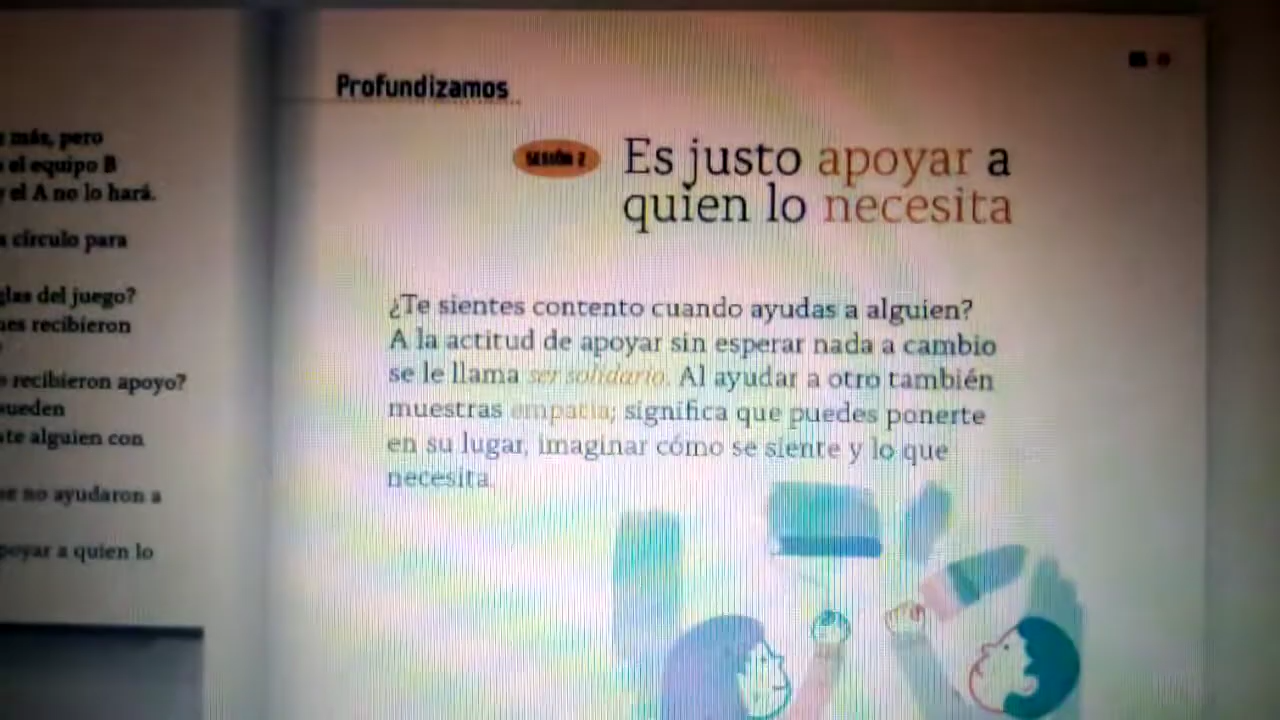 más, pero
el equipo B
y el A no lo hará.
círculo para
del juego?
recibieron
recibieron apoyo?
alguien con
no ayudaron a
a quien lo
Profundizamos
SESIÓN 2
Es justo apoyar a
quien lo necesita
¿Te sientes contento cuando ayudas a alguien?
A la actitud de apoyar sin esperar nada a cambio
se le llama ser solidario. Al ayudar a otro también
muestras empatía; significa que puedes ponerte
en su lugar, imaginar cómo se siente y lo que
necesita.